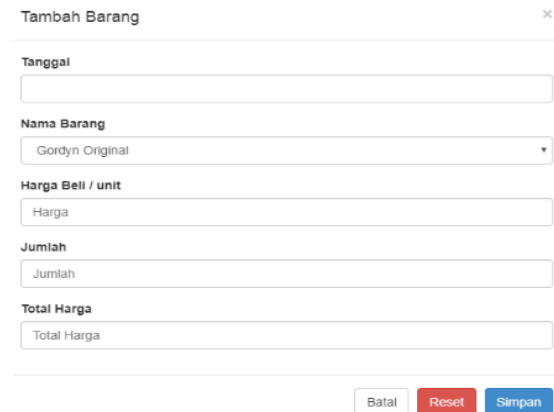 Tambah Barang ×
Tanggal
Nama Barang
Gordyn Original
Harga Beli / unit
Harga
Jumlah
Jumlah
Total Harga
Total Harga
Batal Reset Simpan